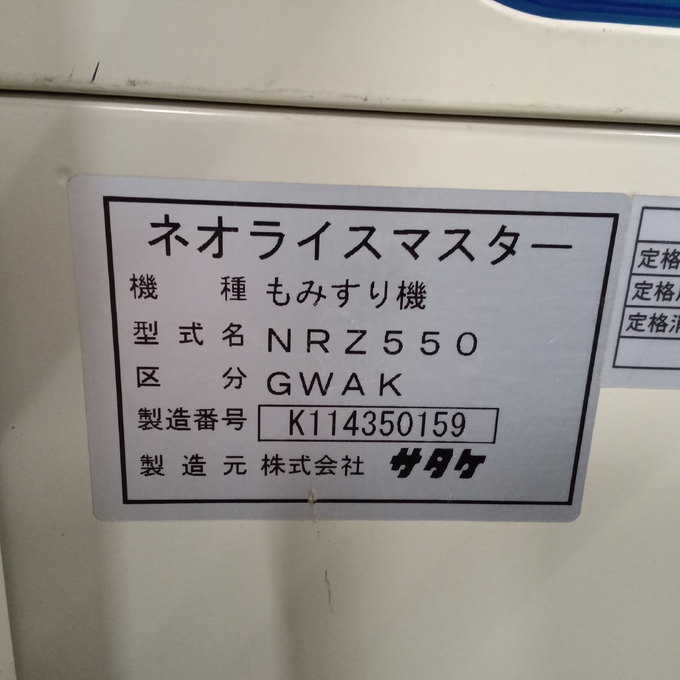 ネオライスマスター
機種 もみすり機
型式名 NRZ550
区分 GWAK
製造番号 K114350159
製造元 株式会社 サタケ
定格
定格
定格消